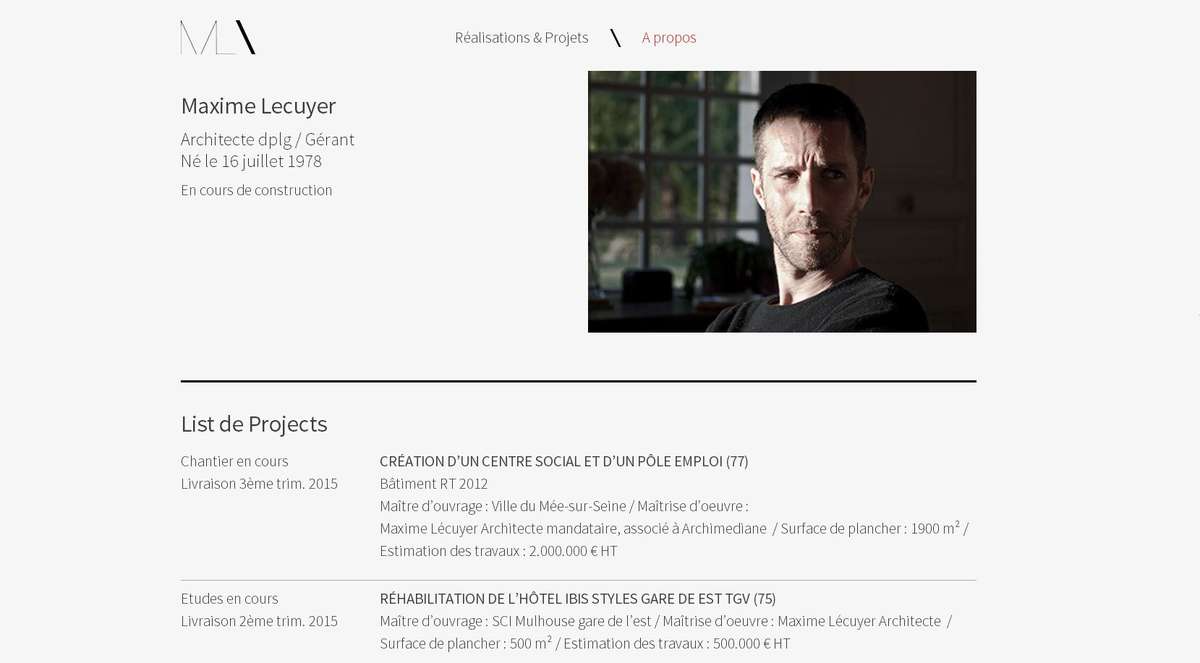 ML\
Réalisations & Projets \ A propos
Maxime Lecuyer
Architecte dplg / Gérant
Né le 16 juillet 1978
En cours de construction
List de Projects
Chantier en cours
Livraison 3ème trim. 2015
CRÉATION D’UN CENTRE SOCIAL ET D’UN PÔLE EMPLOI (77)
Bâtiment RT 2012
Maître d’ouvrage : Ville du Mée-sur-Seine / Maîtrise d’oeuvre :
Maxime Lécuyer Architecte mandataire, associé à Archimediane / Surface de plancher : 1900 m² /
Estimation des travaux : 2.000.000 € HT
Etudes en cours
Livraison 2ème trim. 2015
RÉHABILITATION DE L’HÔTEL IBIS STYLES GARE DE EST TGV (75)
Maître d’ouvrage : SCI Mulhouse gare de l’est / Maîtrise d’oeuvre : Maxime Lécuyer Architecte /
Surface de plancher : 500 m² / Estimation des travaux : 500.000 € HT